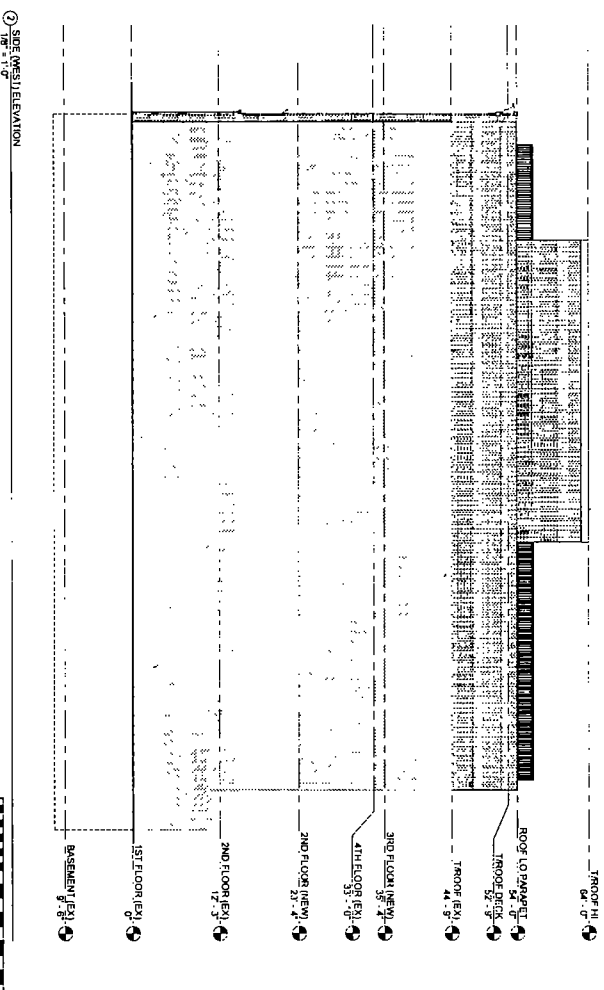 ② SIDE (WEST) ELEVATION
1/8" = 1'-0"
T/ROOF HI
64' - 0"
ROOF LO PARAPET
54' - 0"
T/ROOF DECK
52' - 9"
T/ROOF (EX)
44' - 9"
3RD FLOOR (NEW)
35' - 4"
4TH FLOOR (EX)
33' - 0"
2ND FLOOR (NEW)
23' - 4"
2ND FLOOR (EX)
12' - 3"
1ST FLOOR (EX)
0"
BASEMENT (EX)
9' - 6"